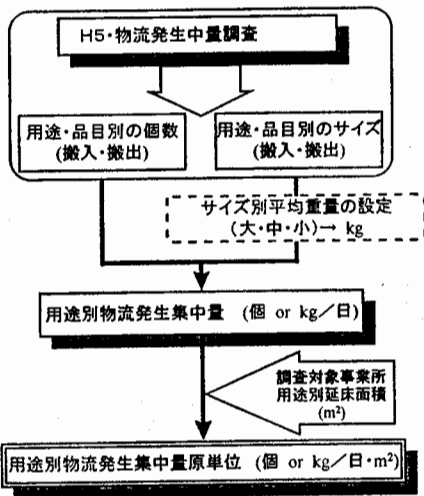 H5・物流発生中量調査
用途・品目別の個数
(搬入・搬出)
用途・品目別のサイズ
(搬入・搬出)
サイズ別平均重量の設定
(大・中・小)→ kg
用途別物流発生集中量 (個 or kg/日)
調査対象事業所
用途別延床面積
(m²)
用途別物流発生集中量原単位 (個 or kg/日・m²)